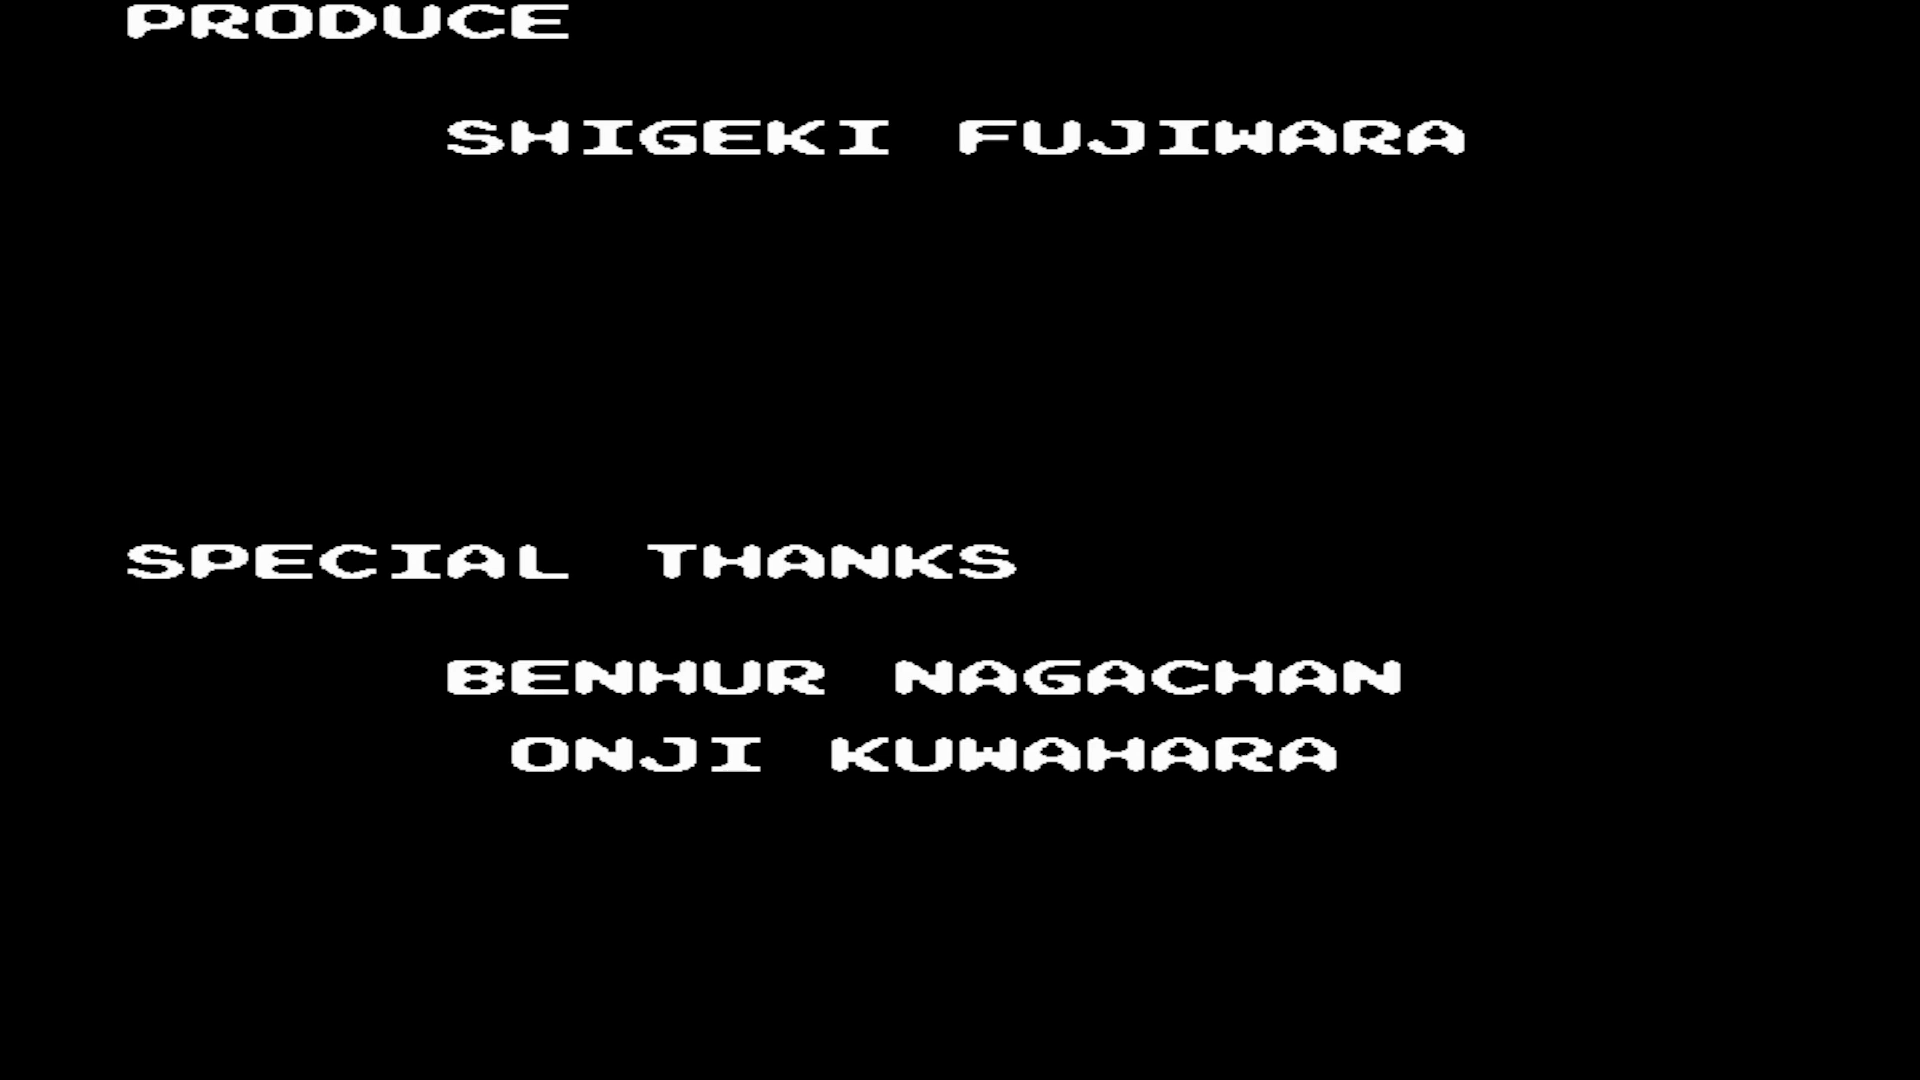 PRODUCE
SHIGEKI FUJIWARA
SPECIAL THANKS
BENHUR NAGACHAN
ONJI KUWAHARA